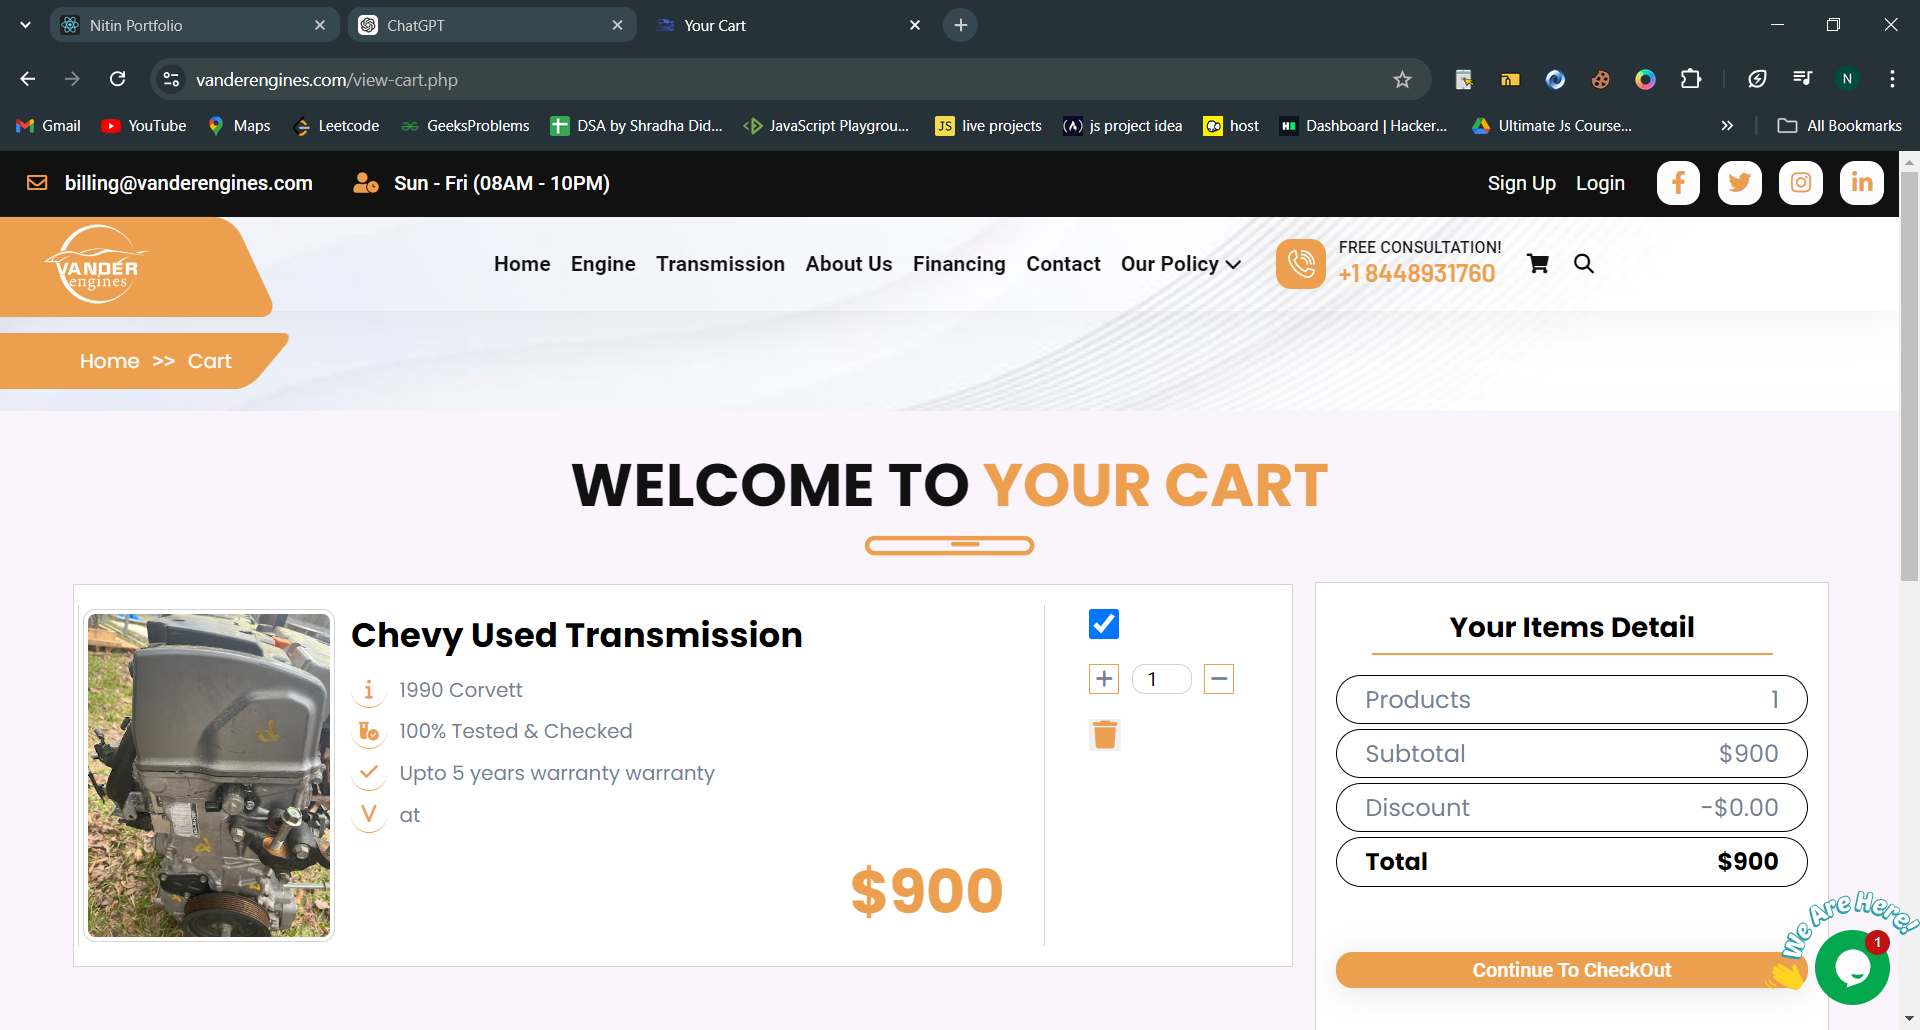 Nitin Portfolio
ChatGPT
Your Cart
vanderengines.com/view-cart.php
N
Gmail
YouTube
Maps
Leetcode
GeeksProblems
DSA by Shradha Did...
JavaScript Playgrou...
JS live projects
js project idea
host
Dashboard | Hacker...
Ultimate Js Course...
All Bookmarks
billing@vanderengines.com
Sun - Fri (08AM - 10PM)
Sign Up
Login
VANDER
engines
Home
Engine
Transmission
About Us
Financing
Contact
Our Policy
FREE CONSULTATION!
+1 8448931760
Home >> Cart
WELCOME TO YOUR CART
Chevy Used Transmission
1990 Corvett
100% Tested & Checked
Upto 5 years warranty warranty
V at
$900
1
Your Items Detail
Products 1
Subtotal $900
Discount -$0.00
Total $900
Continue To CheckOut
We Are Here!
1